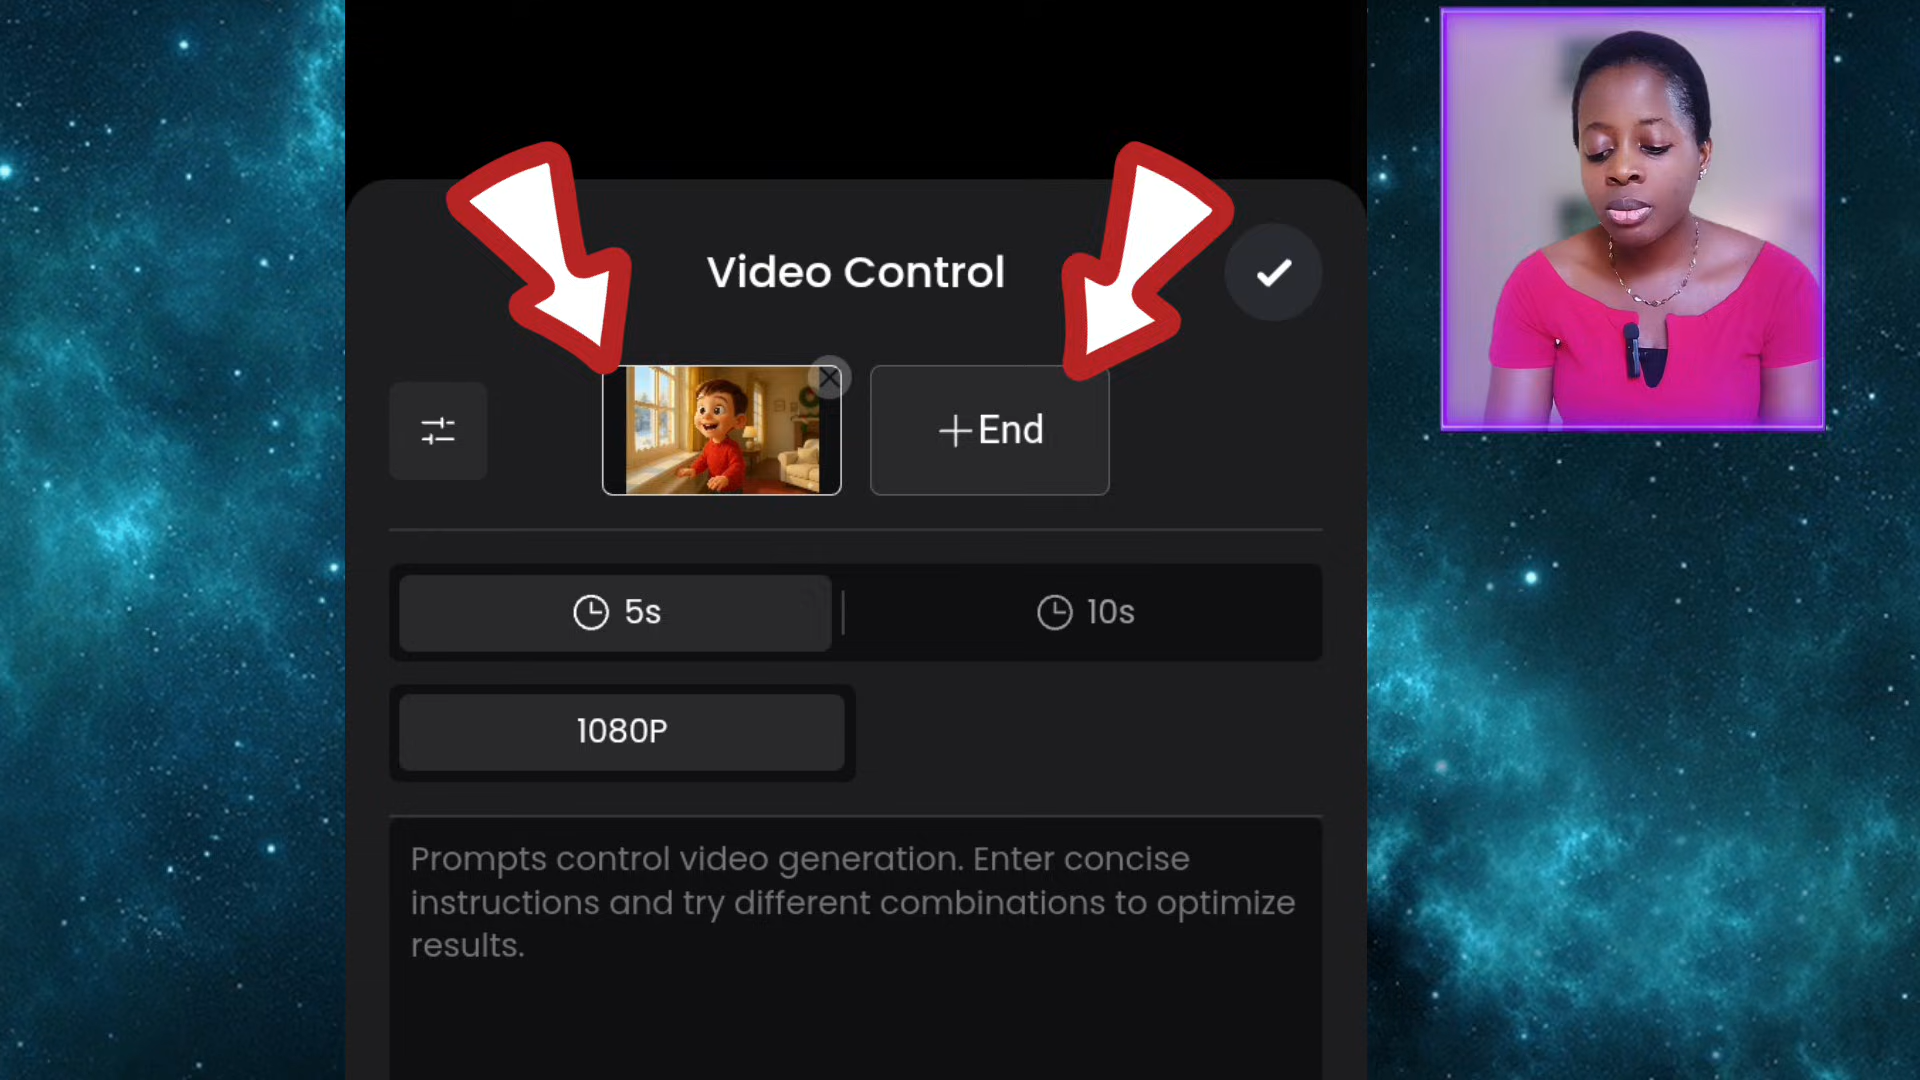 Video Control
+End
5s
10s
1080P
Prompts control video generation. Enter concise
instructions and try different combinations to optimize
results.